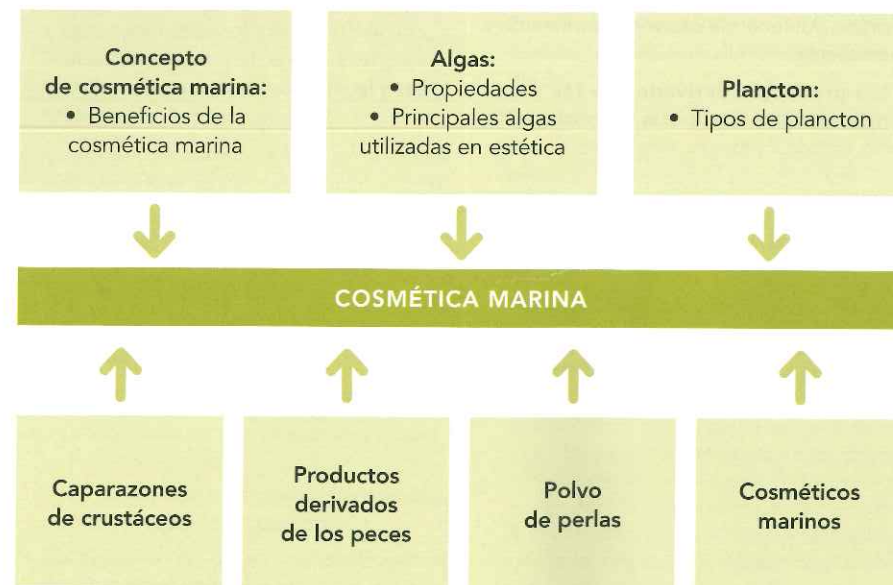 Concepto
de cosmética marina:
• Beneficios de la
cosmética marina
Algas:
• Propiedades
• Principales algas
utilizadas en estética
Plancton:
• Tipos de plancton
COSMÉTICA MARINA
Caparazones
de crustáceos
Productos
derivados
de los peces
Polvo
de perlas
Cosméticos
marinos